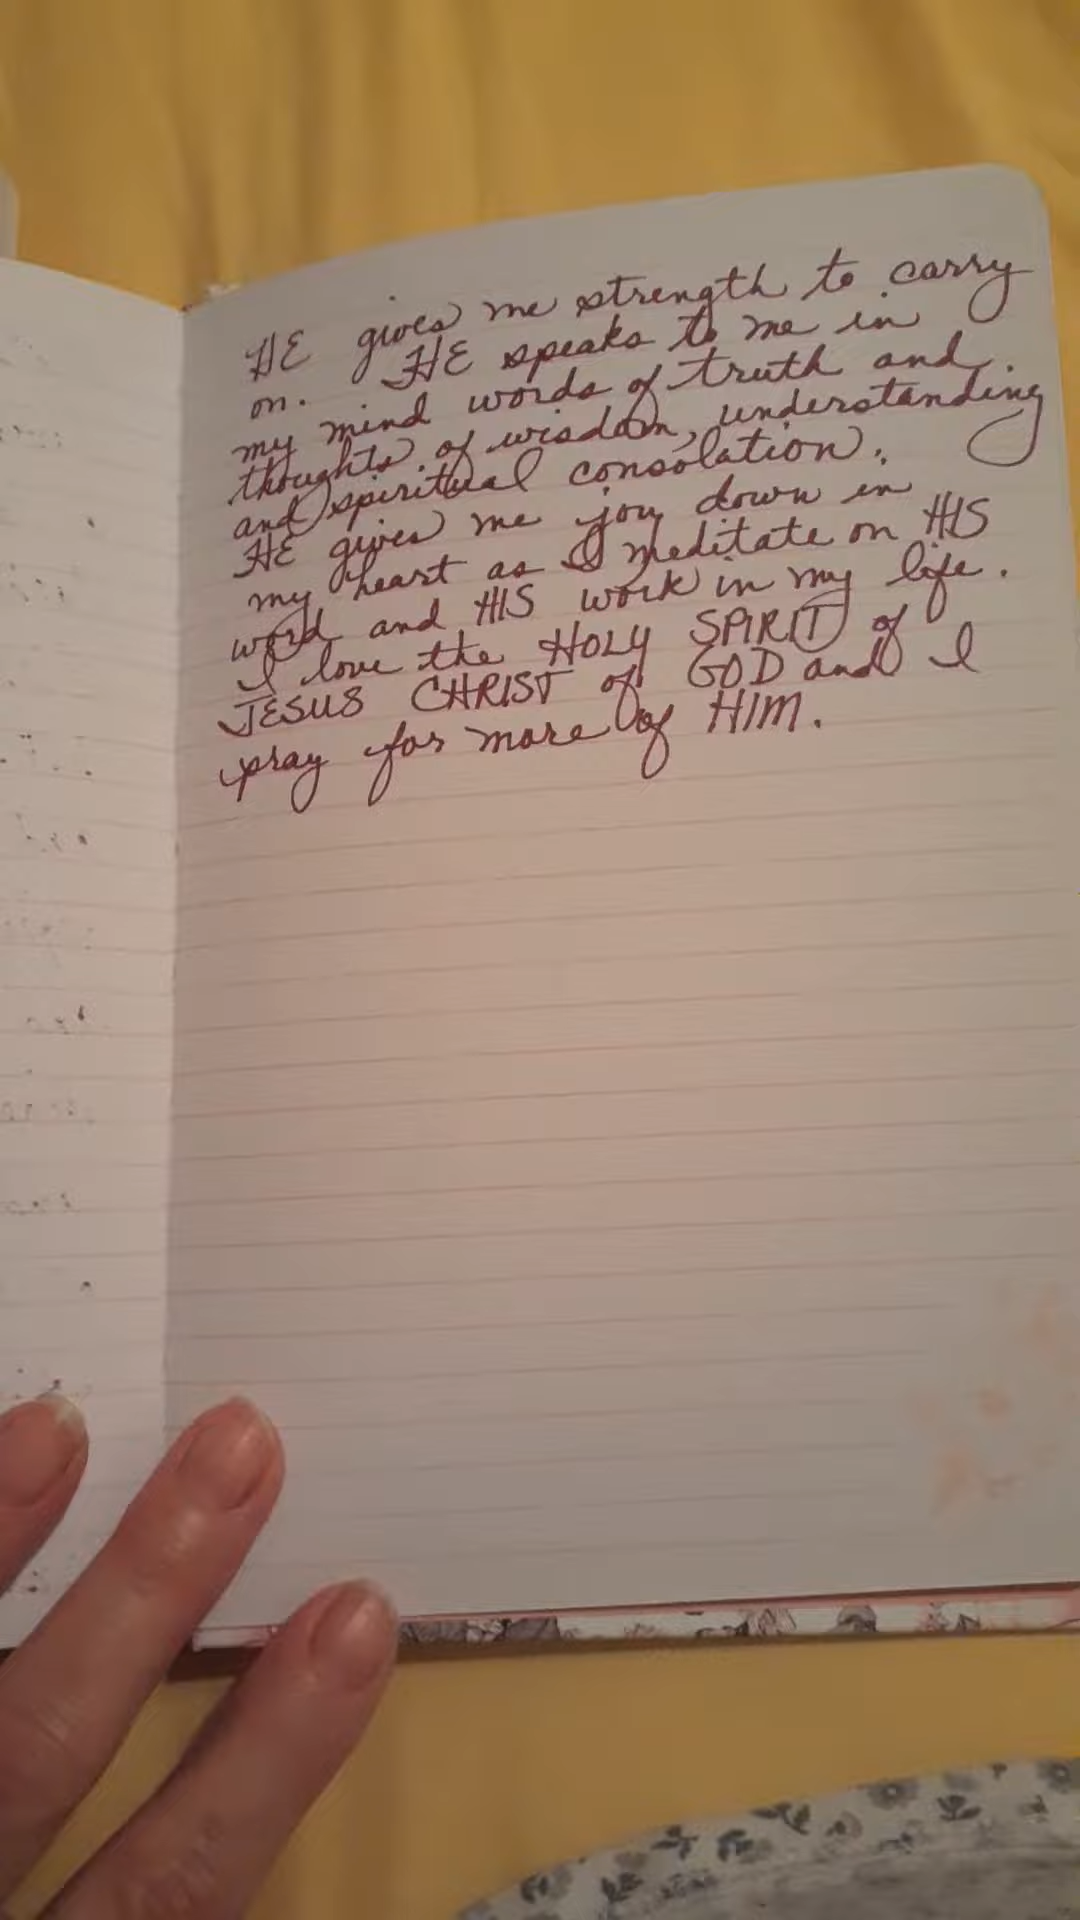 HE gives me strength to carry
on. HE speaks to me in
my mind words of truth and
thoughts of wisdom, understanding
and spiritual consolation.
HE gives me joy down in
my heart as I meditate on HIS
word and HIS work in my life.
I love the HOLY SPIRIT of
JESUS CHRIST of GOD and I
pray for more of HIM.